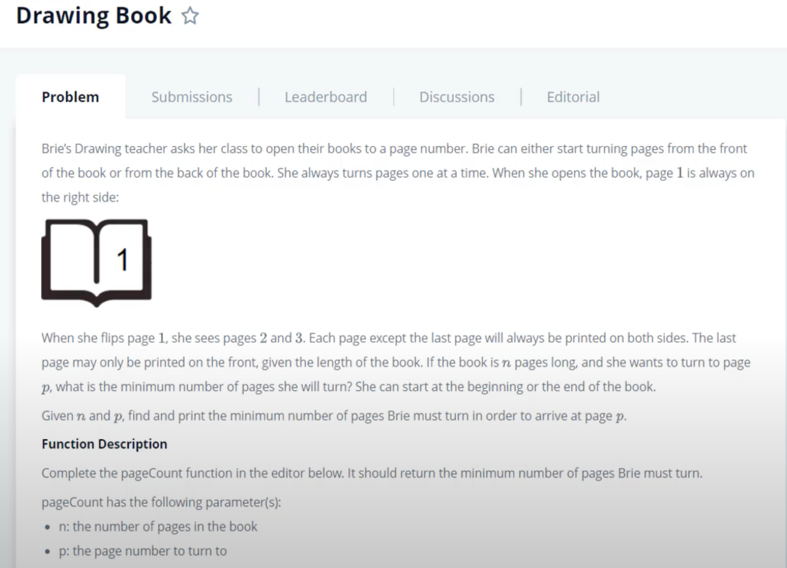 Drawing Book
Problem
Submissions
Leaderboard
Discussions
Editorial
Brie's Drawing teacher asks her class to open their books to a page number. Brie can either start turning pages from the front
of the book or from the back of the book. She always turns pages one at a time. When she opens the book, page 1 is always on
the right side:
1
When she flips page 1, she sees pages 2 and 3. Each page except the last page will always be printed on both sides. The last
page may only be printed on the front, given the length of the book. If the book is n pages long, and she wants to turn to page
p, what is the minimum number of pages she will turn? She can start at the beginning or the end of the book.
Given n and p, find and print the minimum number of pages Brie must turn in order to arrive at page p.
Function Description
Complete the pageCount function in the editor below. It should return the minimum number of pages Brie must turn.
pageCount has the following parameter(s):
• n: the number of pages in the book
• p: the page number to turn to